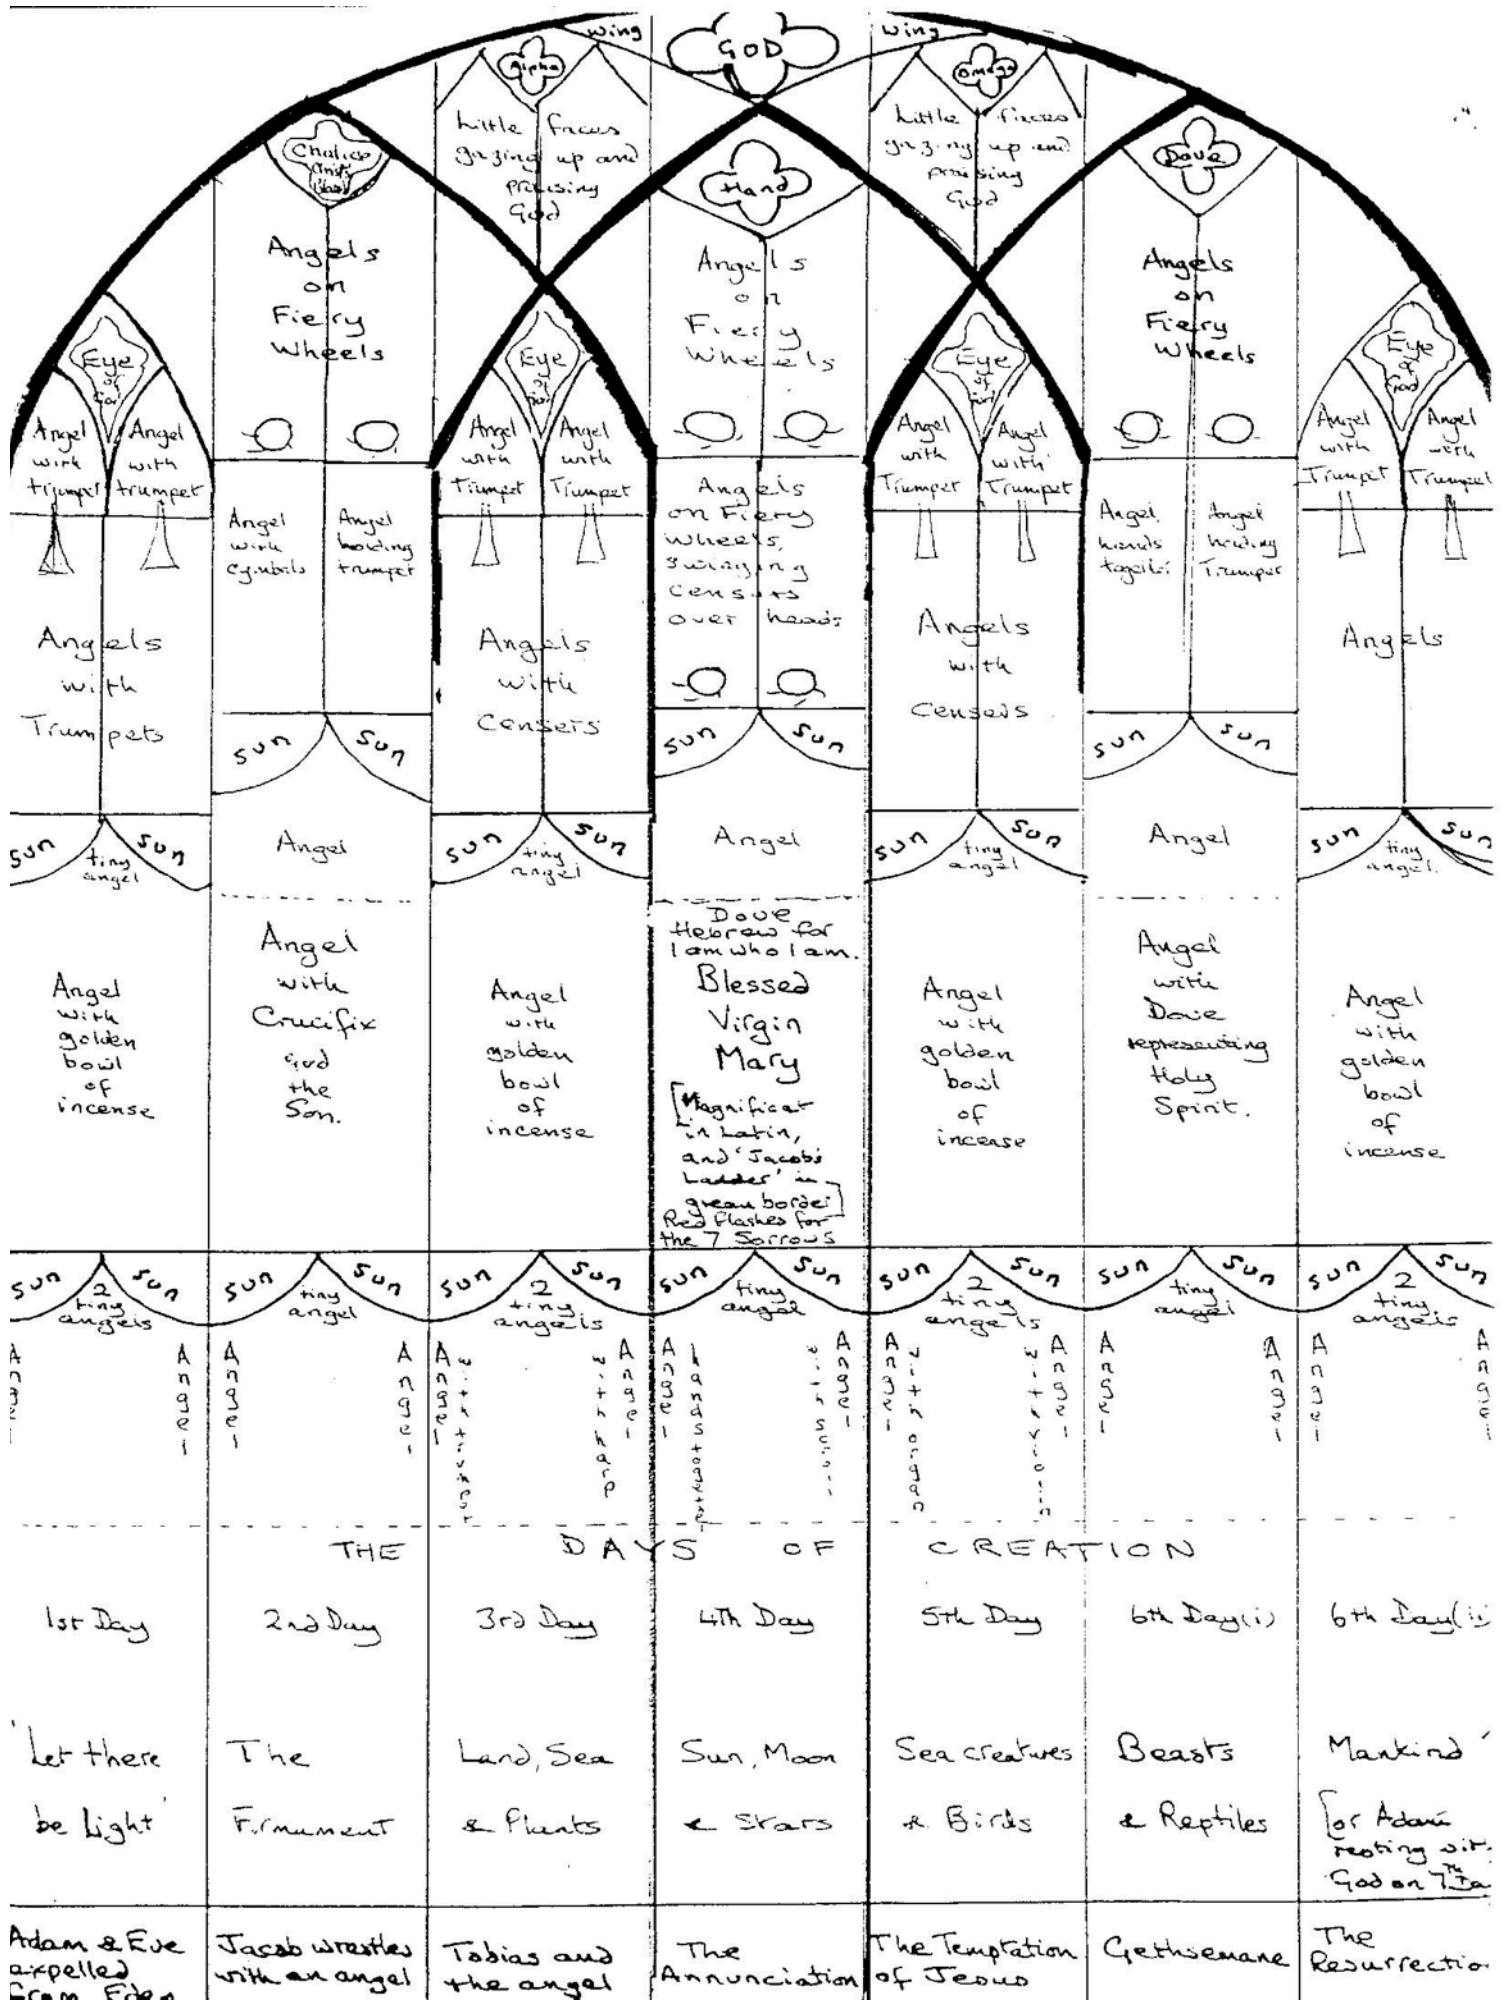 wing
GOD
wing
Alpha
Omega
Little faces
gazing up and
praising
God
Little faces
gazing up and
praising
God
Chalice
Christ's
Blood
Hand
Dove
Angels
on
Fiery
Wheels
Angels
on
Fiery
Wheels
Angels
on
Fiery
Wheels
Eye
of
God
Eye
of
God
Eye
of
God
Eye
of
God
Angel
with
trumpet
Angel
with
trumpet
Angel
with
Trumpet
Angel
with
Trumpet
Angel
with
Trumpet
Angel
with
Trumpet
Angel
with
Trumpet
Angel
with
Trumpet
Angel
with
cymbals
Angel
holding
trumpet
Angels
on Fiery
wheels,
swinging
censers
over heads
Angel,
hands
together
Angel
holding
Trumpet
Angels
with
Trumpets
Angels
with
Censers
Angels
with
Censers
Angels
sun sun
sun sun
sun sun
sun sun
tiny
angel
Angel
sun sun
tiny
angel
Angel
sun sun
tiny
angel
Angel
sun sun
tiny
angel.
Angel
with
golden
bowl
of
incense
Angel
with
Crucifix
God
the
Son.
Angel
with
golden
bowl
of
incense
Dove
Hebrew for
I am who I am.
Blessed
Virgin
Mary
[Magnificat
in Latin,
and 'Jacob's
Ladder' in
green border]
Red flashes for
the 7 Sorrows
Angel
with
golden
bowl
of
incense
Angel
with
Dove
representing
Holy
Spirit.
Angel
with
golden
bowl
of
incense
sun sun
2
tiny
angels
sun sun
tiny
angel
sun sun
2
tiny
angels
sun sun
tiny
angel
sun sun
2
tiny
angels
sun sun
tiny
angel
sun sun
2
tiny
angels
Angel
Angel
Angel
Angel
Angel
with harp
Angel
Angel
hands together
Angel
Angel
Angel
with violin
Angel
Angel
Angel
Angel
THE DAYS OF CREATION
1st Day
2nd Day
3rd Day
4th Day
5th Day
6th Day(i)
6th Day(ii
'Let there
be Light'
The
Firmament
Land, Sea
& Plants
Sun, Moon
& Stars
Sea creatures
& Birds
Beasts
& Reptiles
Mankind
[or Adam
resting wit
God on 7th Da
Adam & Eve
expelled
from Eden
Jacob wrestles
with an angel
Tobias and
the angel
The
Annunciation
The Temptation
of Jesus
Gethsemane
The
Resurrectio